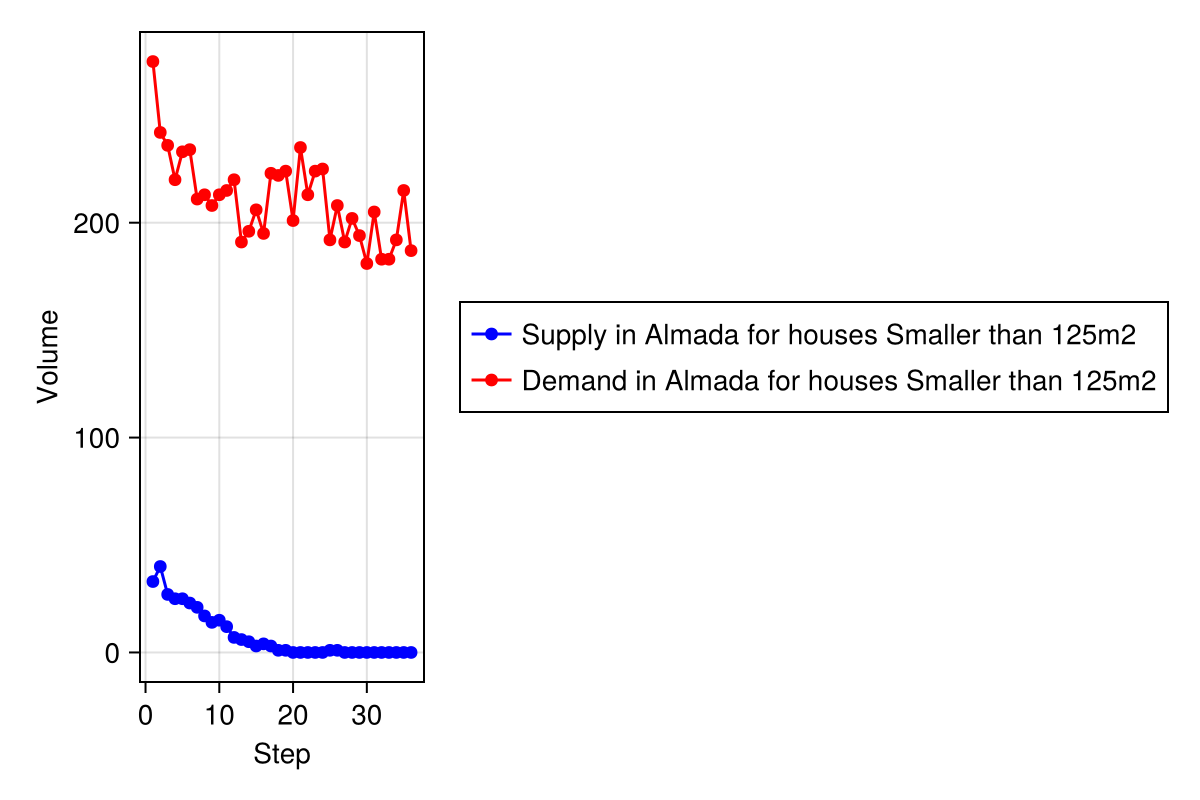 Volume
200
100
0
0 10 20 30
Step
Supply in Almada for houses Smaller than 125m2
Demand in Almada for houses Smaller than 125m2